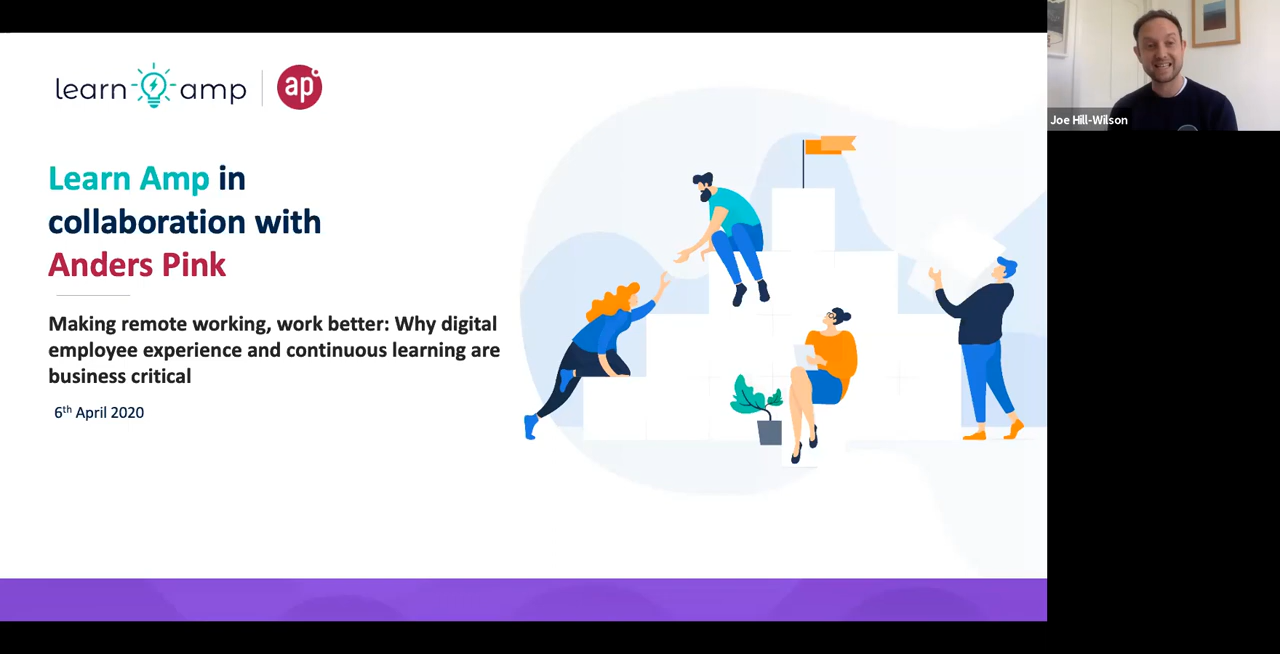 learn amp
ap
Learn Amp in
collaboration with
Anders Pink
Making remote working, work better: Why digital
employee experience and continuous learning are
business critical
6th April 2020
Joe Hill-Wilson